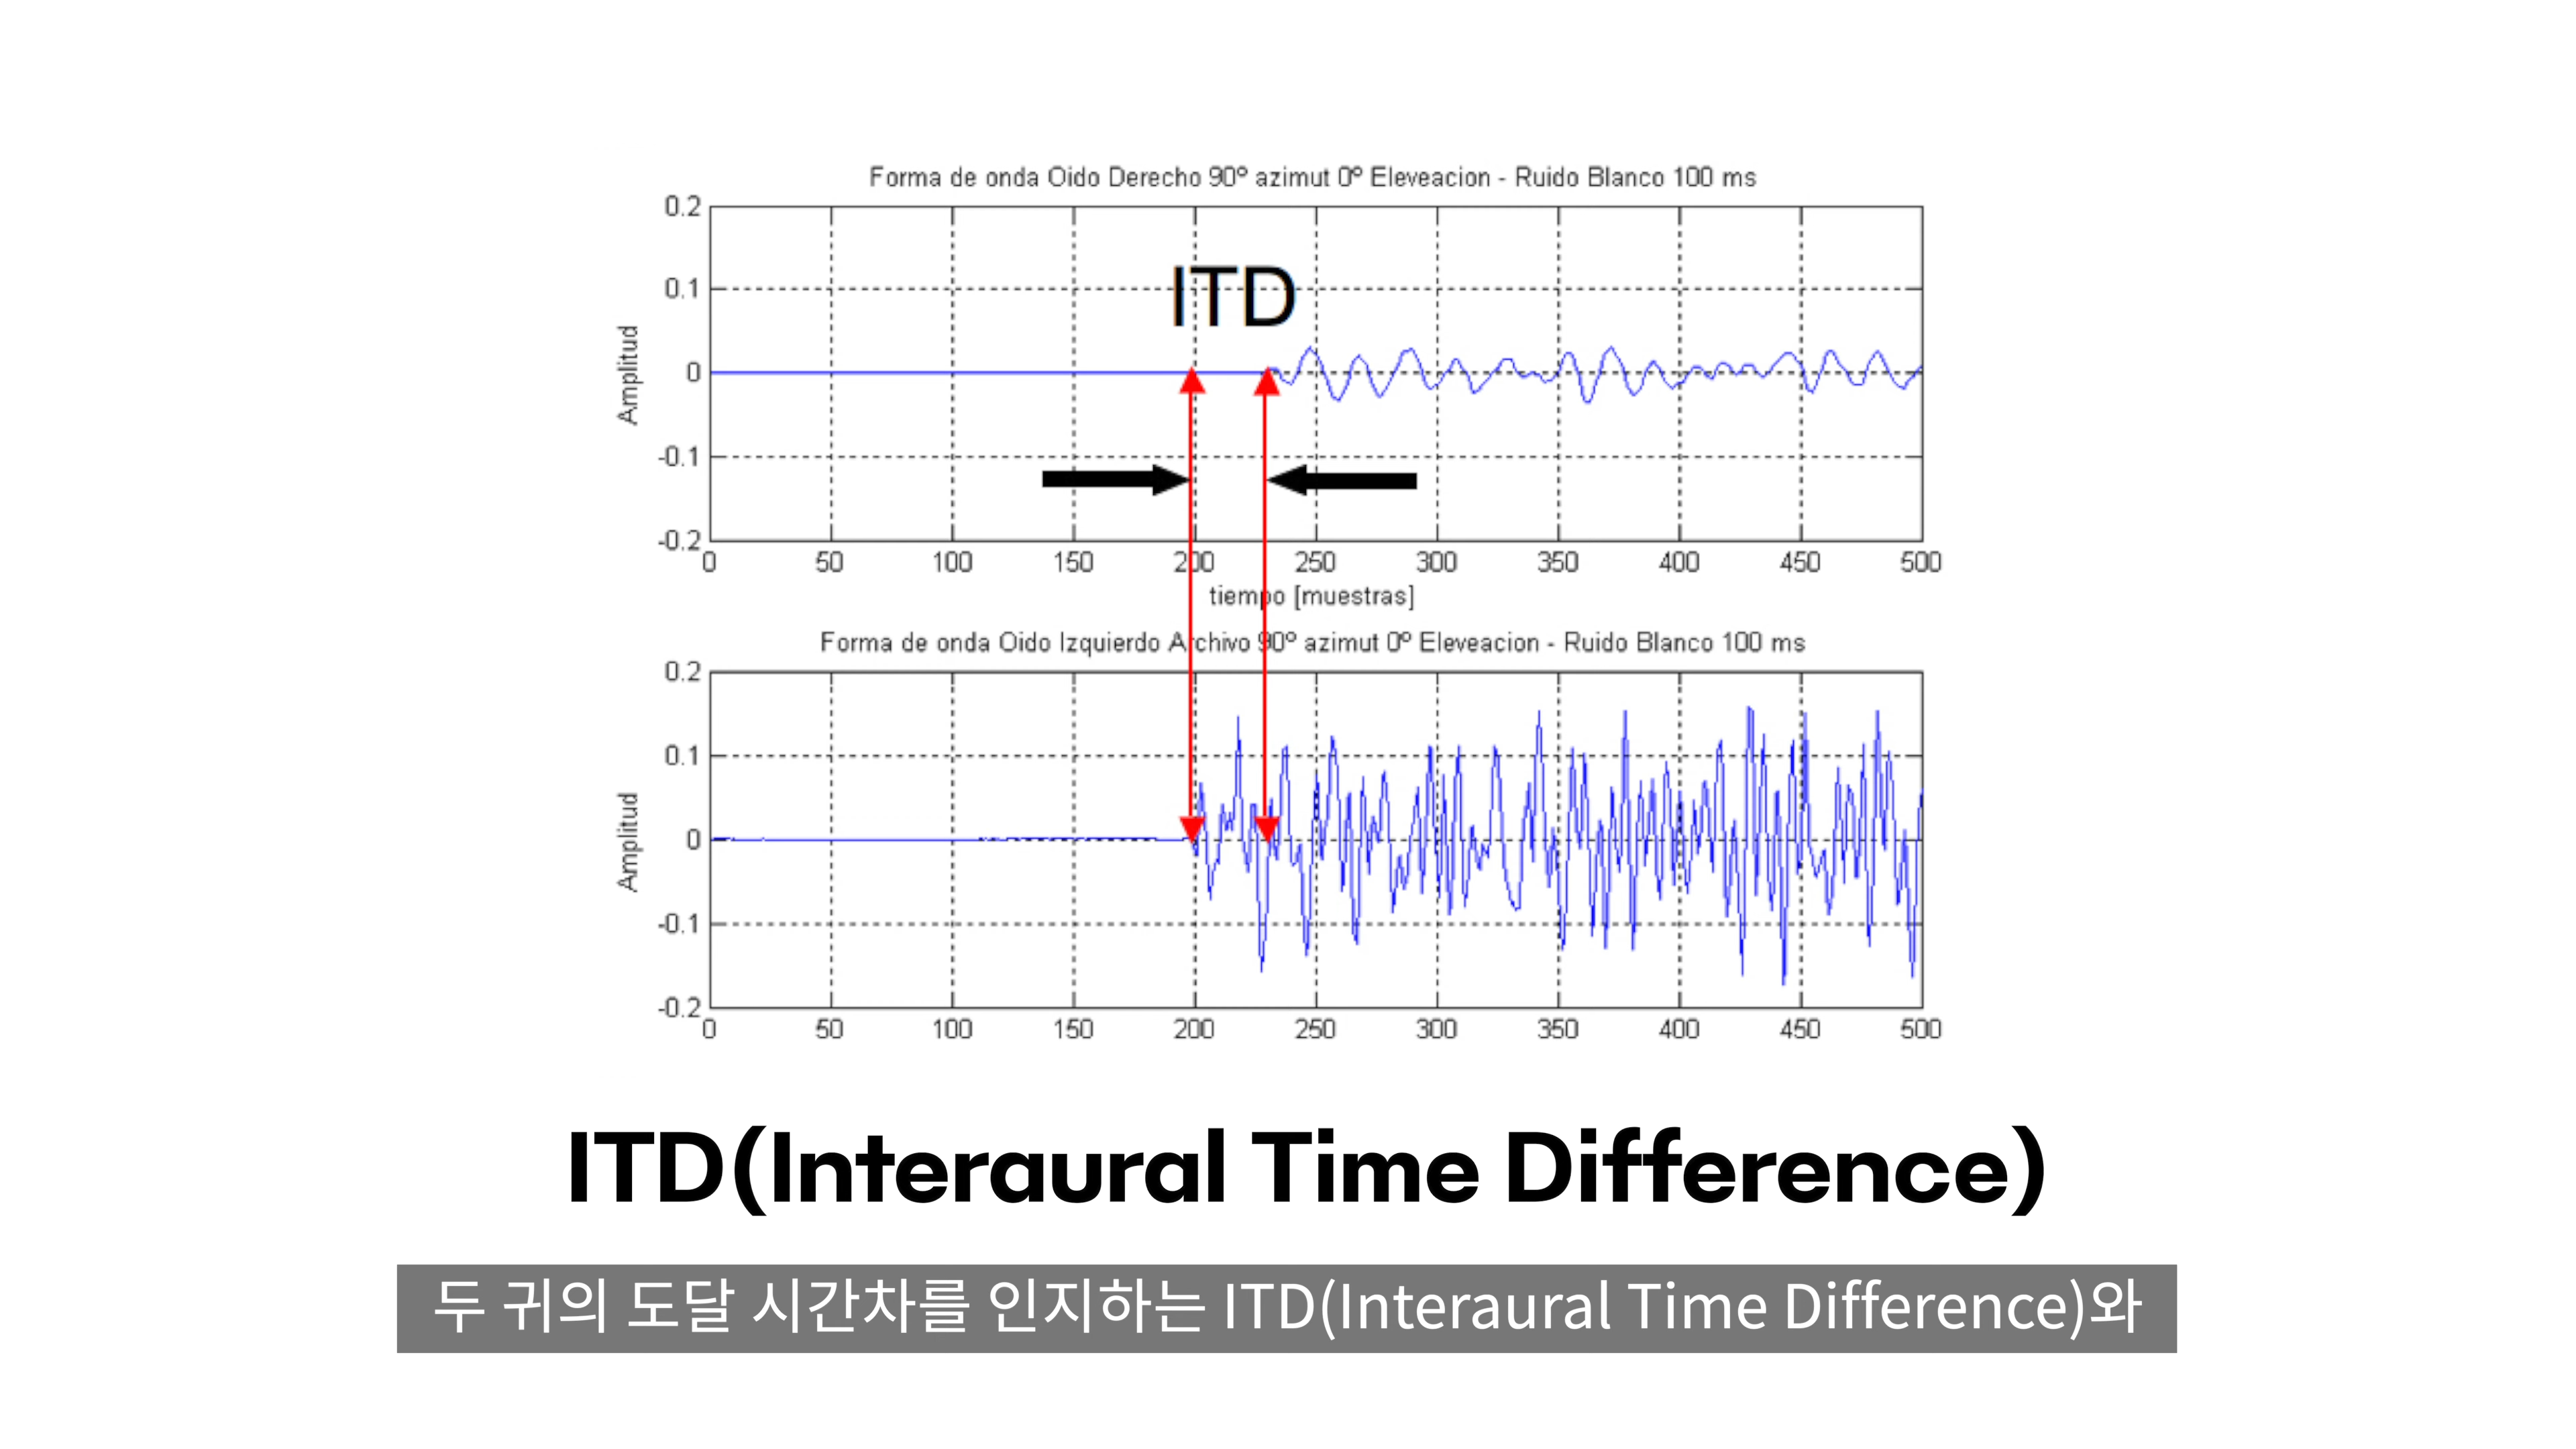 Forma de onda Oido Derecho 90º azimut 0º Eleveacion - Ruido Blanco 100 ms
0.2
0.1
0
-0.1
-0.2
Amplitud
ITD
0 50 100 150 200 250 300 350 400 450 500
tiempo [muestras]
Forma de onda Oido Izquierdo Archivo 90º azimut 0º Eleveacion - Ruido Blanco 100 ms
0.2
0.1
0
-0.1
-0.2
Amplitud
0 50 100 150 200 250 300 350 400 450 500
ITD(Interaural Time Difference)
두 귀의 도달 시간차를 인지하는 ITD(Interaural Time Difference)와